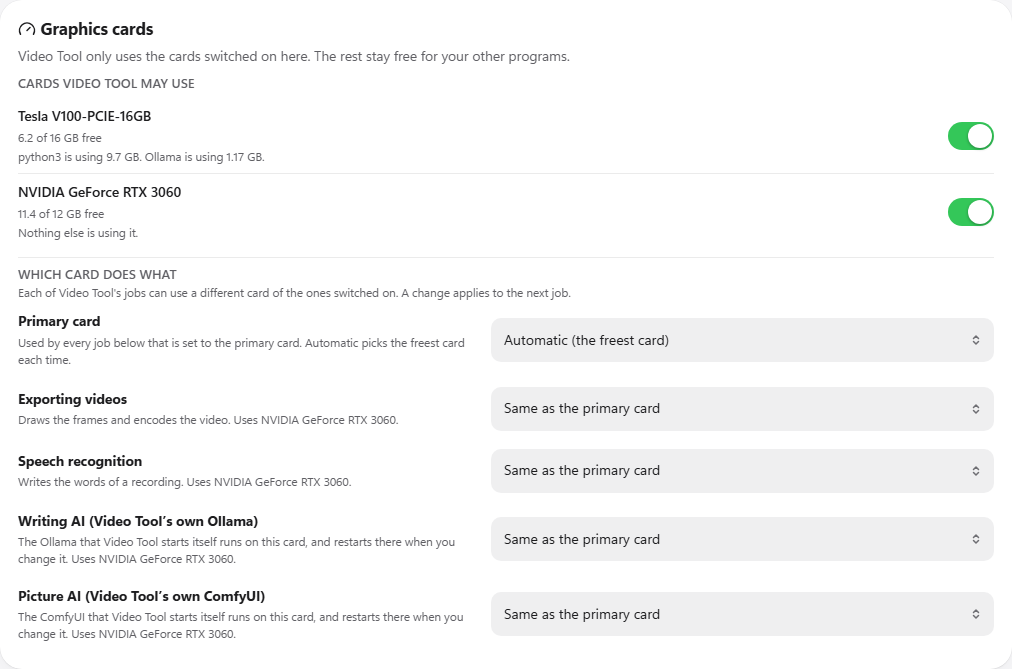 Graphics cards
Video Tool only uses the cards switched on here. The rest stay free for your other programs.
CARDS VIDEO TOOL MAY USE
Tesla V100-PCIE-16GB
6.2 of 16 GB free
python3 is using 9.7 GB. Ollama is using 1.17 GB.
NVIDIA GeForce RTX 3060
11.4 of 12 GB free
Nothing else is using it.
WHICH CARD DOES WHAT
Each of Video Tool's jobs can use a different card of the ones switched on. A change applies to the next job.
Primary card
Used by every job below that is set to the primary card. Automatic picks the freest card
each time.
Automatic (the freest card)
Exporting videos
Draws the frames and encodes the video. Uses NVIDIA GeForce RTX 3060.
Same as the primary card
Speech recognition
Writes the words of a recording. Uses NVIDIA GeForce RTX 3060.
Same as the primary card
Writing AI (Video Tool’s own Ollama)
The Ollama that Video Tool starts itself runs on this card, and restarts there when you
change it. Uses NVIDIA GeForce RTX 3060.
Same as the primary card
Picture AI (Video Tool’s own ComfyUI)
The ComfyUI that Video Tool starts itself runs on this card, and restarts there when you
change it. Uses NVIDIA GeForce RTX 3060.
Same as the primary card